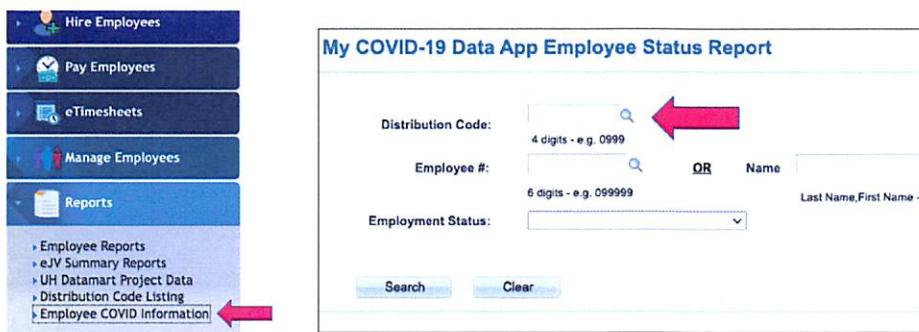 Hire Employees
Pay Employees
eTimesheets
Manage Employees
Reports
Employee Reports
eJV Summary Reports
UH Datamart Project Data
Distribution Code Listing
Employee COVID Information
My COVID-19 Data App Employee Status Report
Distribution Code:
4 digits - e.g. 0999
Employee #: OR Name
6 digits - e.g. 099999 Last Name,First Name -
Employment Status:
Search Clear